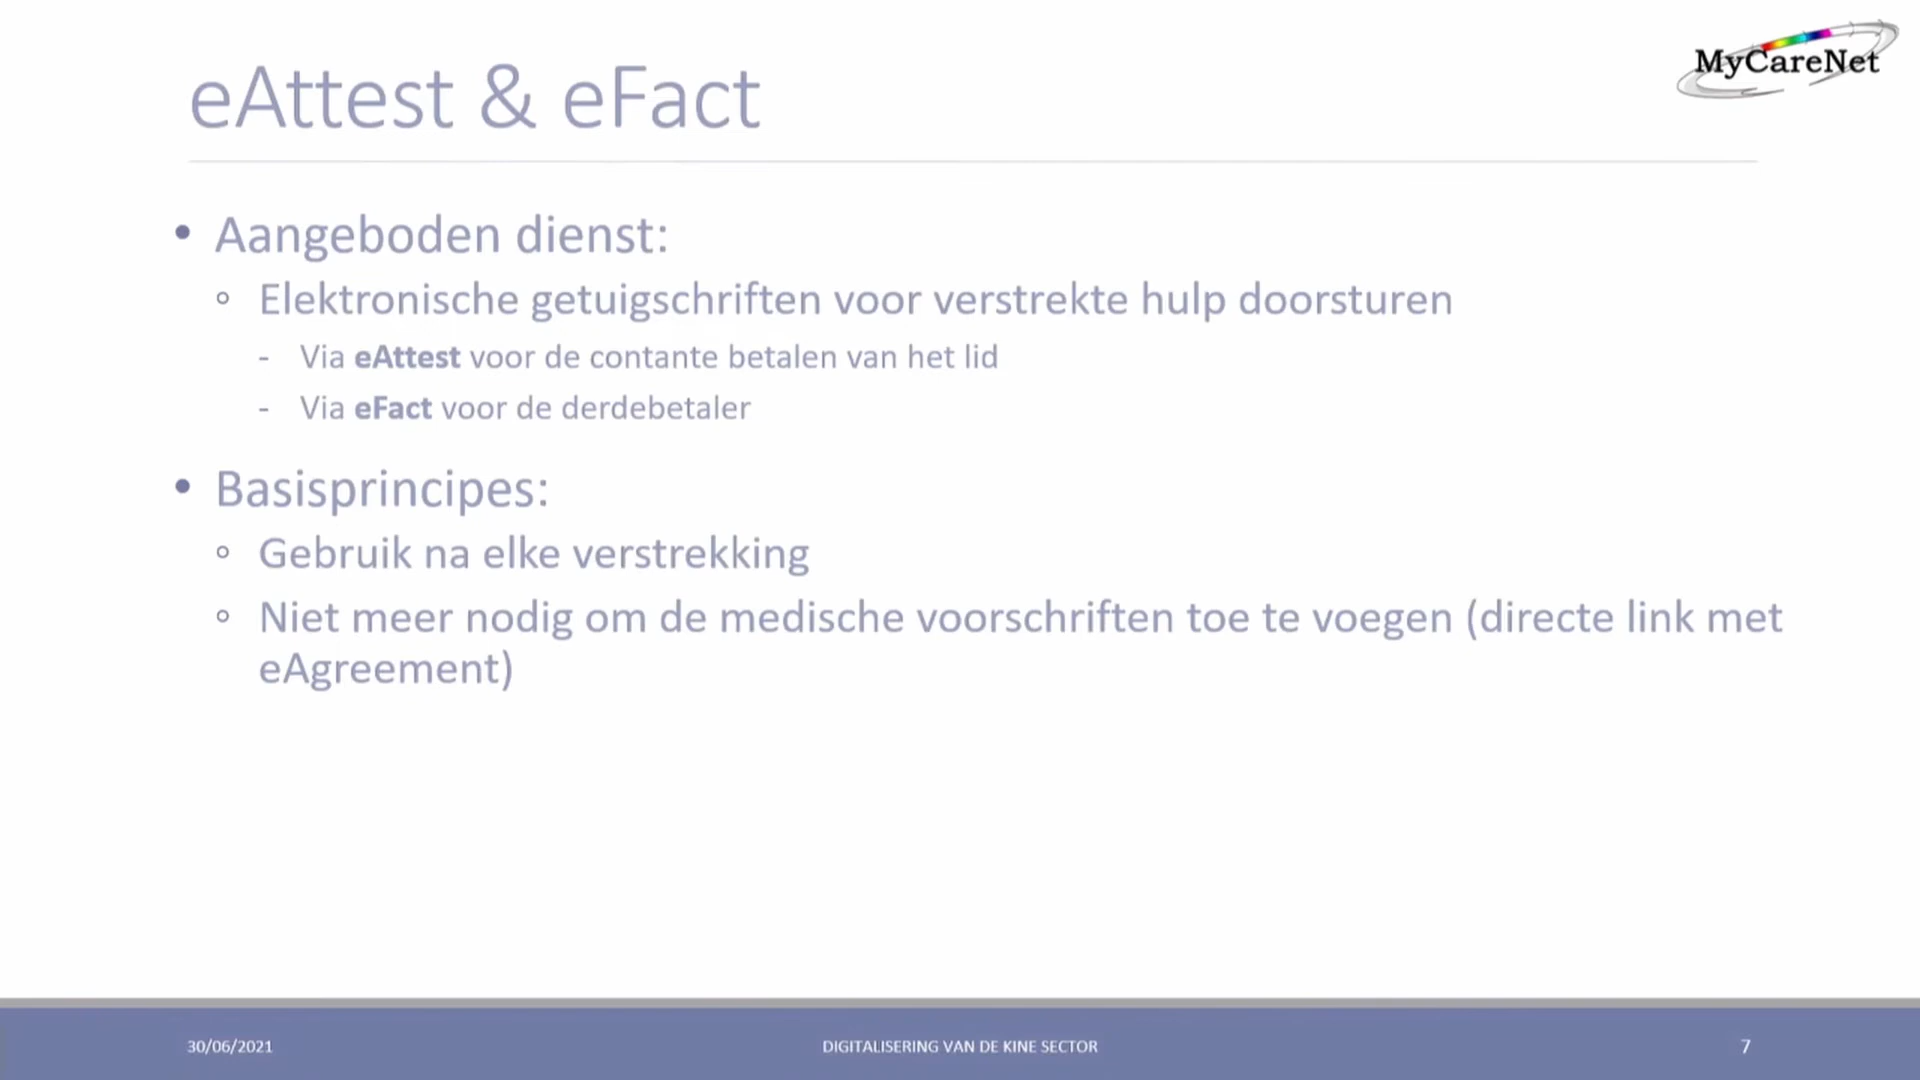 MyCareNet
eAttest & eFact
• Aangeboden dienst:
◦ Elektronische getuigschriften voor verstrekte hulp doorsturen
- Via eAttest voor de contante betalen van het lid
- Via eFact voor de derdebetaler
• Basisprincipes:
◦ Gebruik na elke verstrekking
◦ Niet meer nodig om de medische voorschriften toe te voegen (directe link met
eAgreement)
30/06/2021 DIGITALISERING VAN DE KINE SECTOR 7